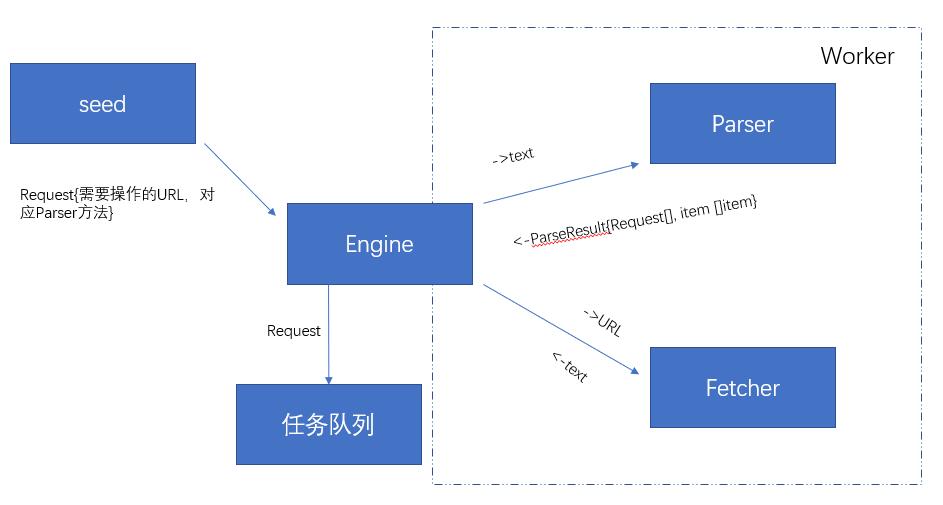 Worker
seed
Parser
->text
Request{需要操作的URL，对
应Parser方法}
<-ParseResult{Request[], item []item}
Engine
->URL
Request
<-text
Fetcher
任务队列